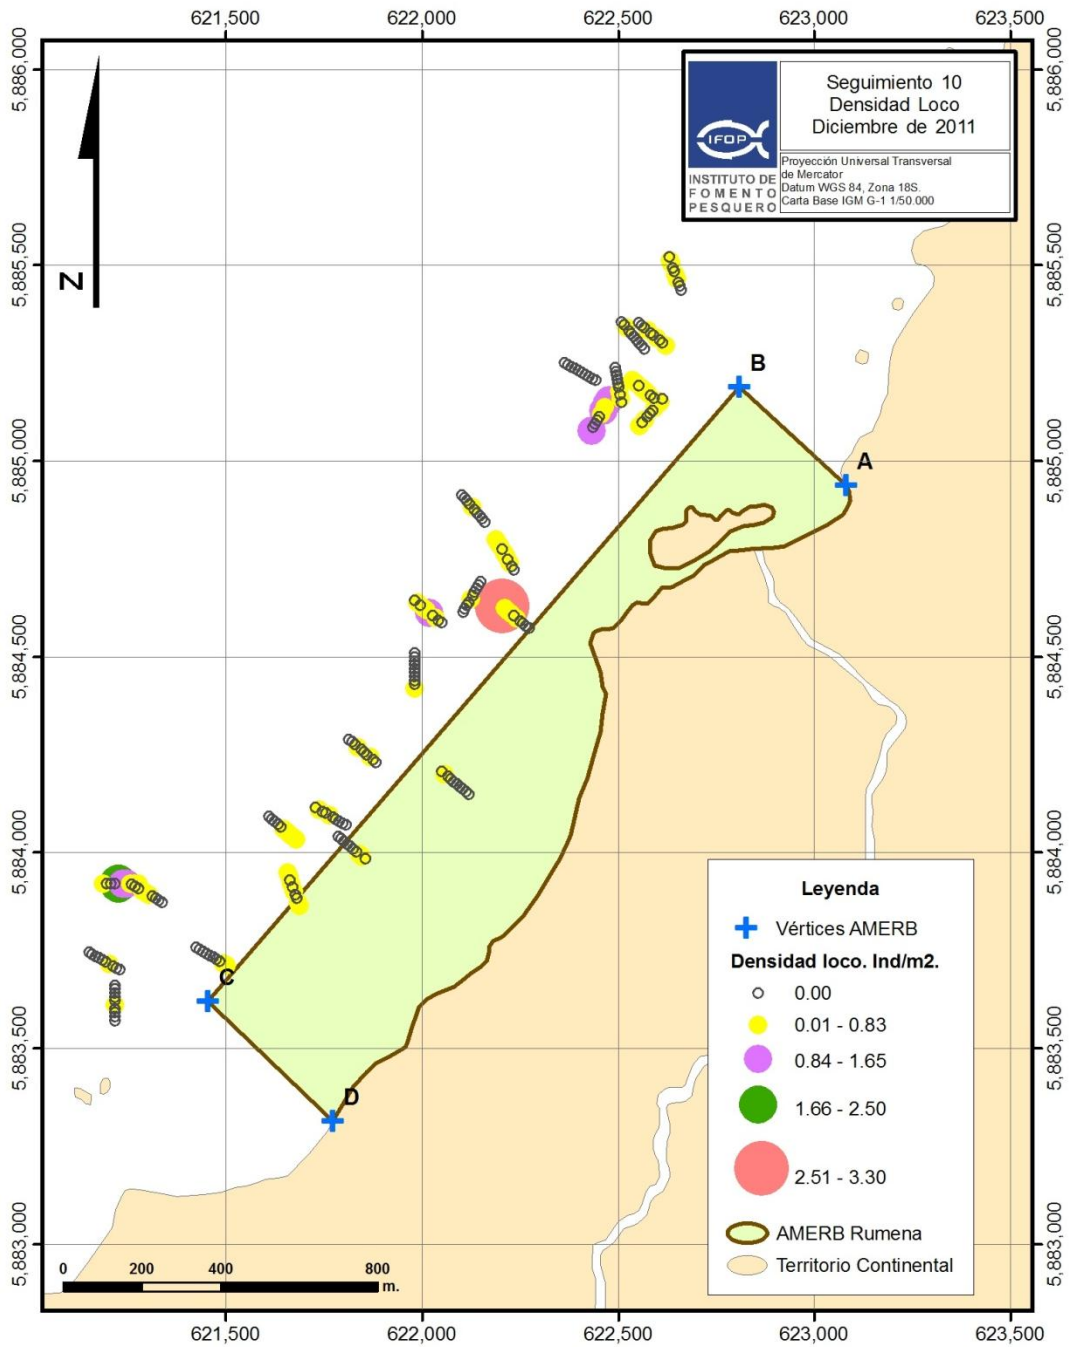 621,500 622,000 622,500 623,000 623,500
5,886,000 5,886,000
Seguimiento 10
Densidad Loco
Diciembre de 2011
IFOP
INSTITUTO DE
FOMENTO
PESQUERO
Proyección Universal Transversal
de Mercator
Datum WGS 84, Zona 18S.
Carta Base IGM G-1 1/50.000
N
5,885,500 5,885,500
B
A
5,885,000 5,885,000
5,884,500 5,884,500
5,884,000 5,884,000
C
D
5,883,500 5,883,500
5,883,000 5,883,000
Leyenda
Vértices AMERB
Densidad loco. Ind/m2.
0.00
0.01 - 0.83
0.84 - 1.65
1.66 - 2.50
2.51 - 3.30
AMERB Rumena
Territorio Continental
0 200 400 800
m.
621,500 622,000 622,500 623,000 623,500